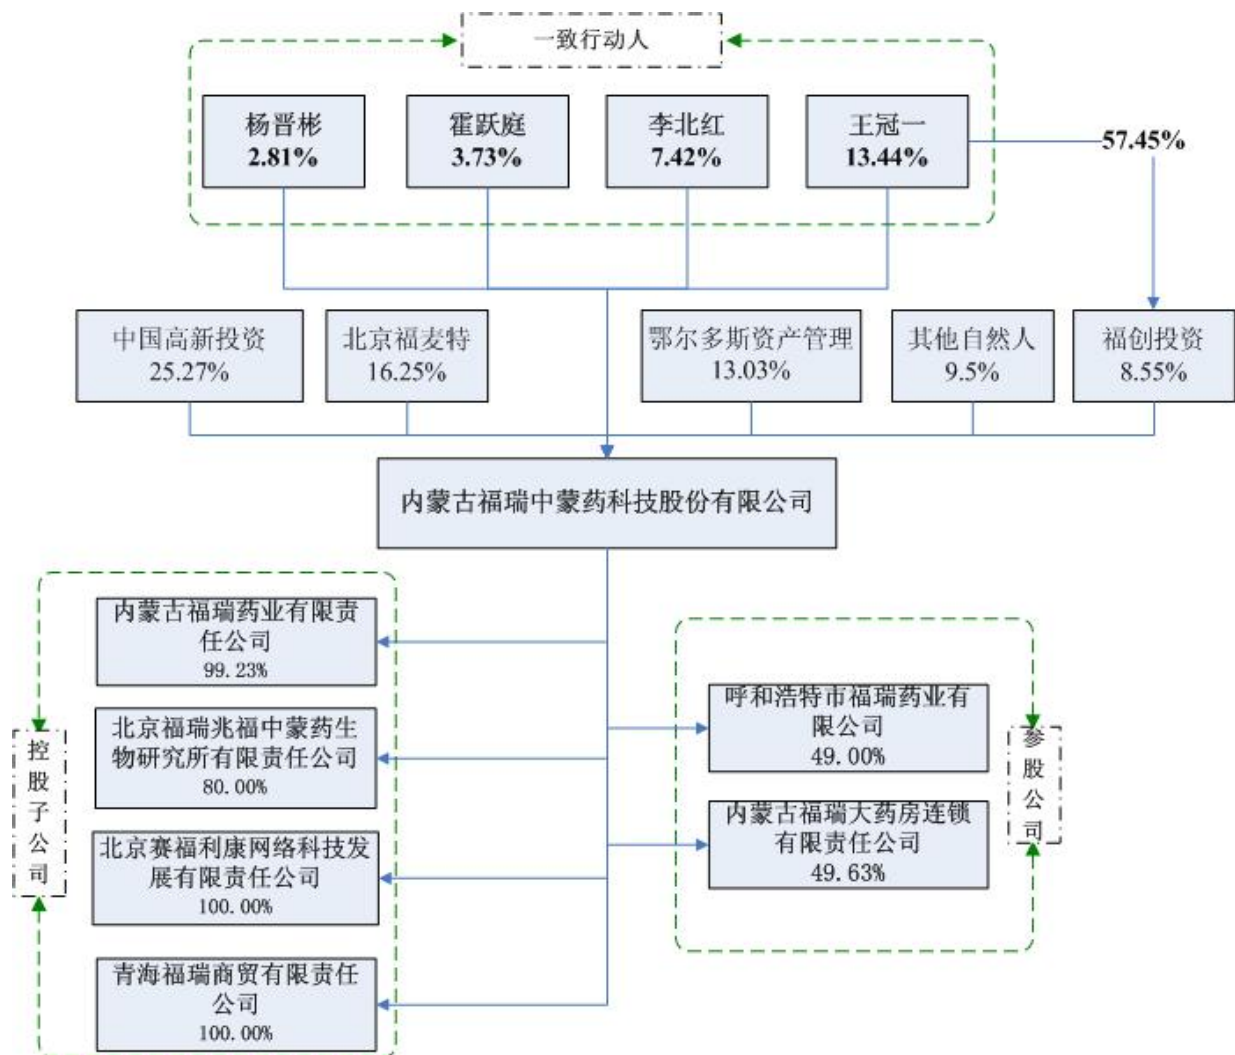 一致行动人
杨晋彬
2.81%
霍跃庭
3.73%
李北红
7.42%
王冠一
13.44%
57.45%
中国高新投资
25.27%
北京福麦特
16.25%
鄂尔多斯资产管理
13.03%
其他自然人
9.5%
福创投资
8.55%
内蒙古福瑞中蒙药科技股份有限公司
控股子公司
内蒙古福瑞药业有限责
任公司
99.23%
北京福瑞兆福中蒙药生
物研究所有限责任公司
80.00%
北京赛福利康网络科技发
展有限责任公司
100.00%
青海福瑞商贸有限责任
公司
100.00%
呼和浩特市福瑞药业有
限公司
49.00%
内蒙古福瑞大药房连锁
有限责任公司
49.63%
参股公司